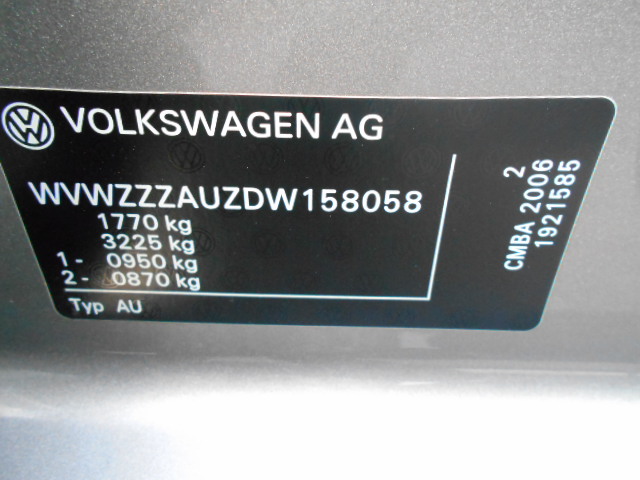 VOLKSWAGEN AG
WVWZZZAUZDW158058
1770 kg
3225 kg
1- 0950 kg
2- 0870 kg
Typ AU
2
CMBA 2006
1921585